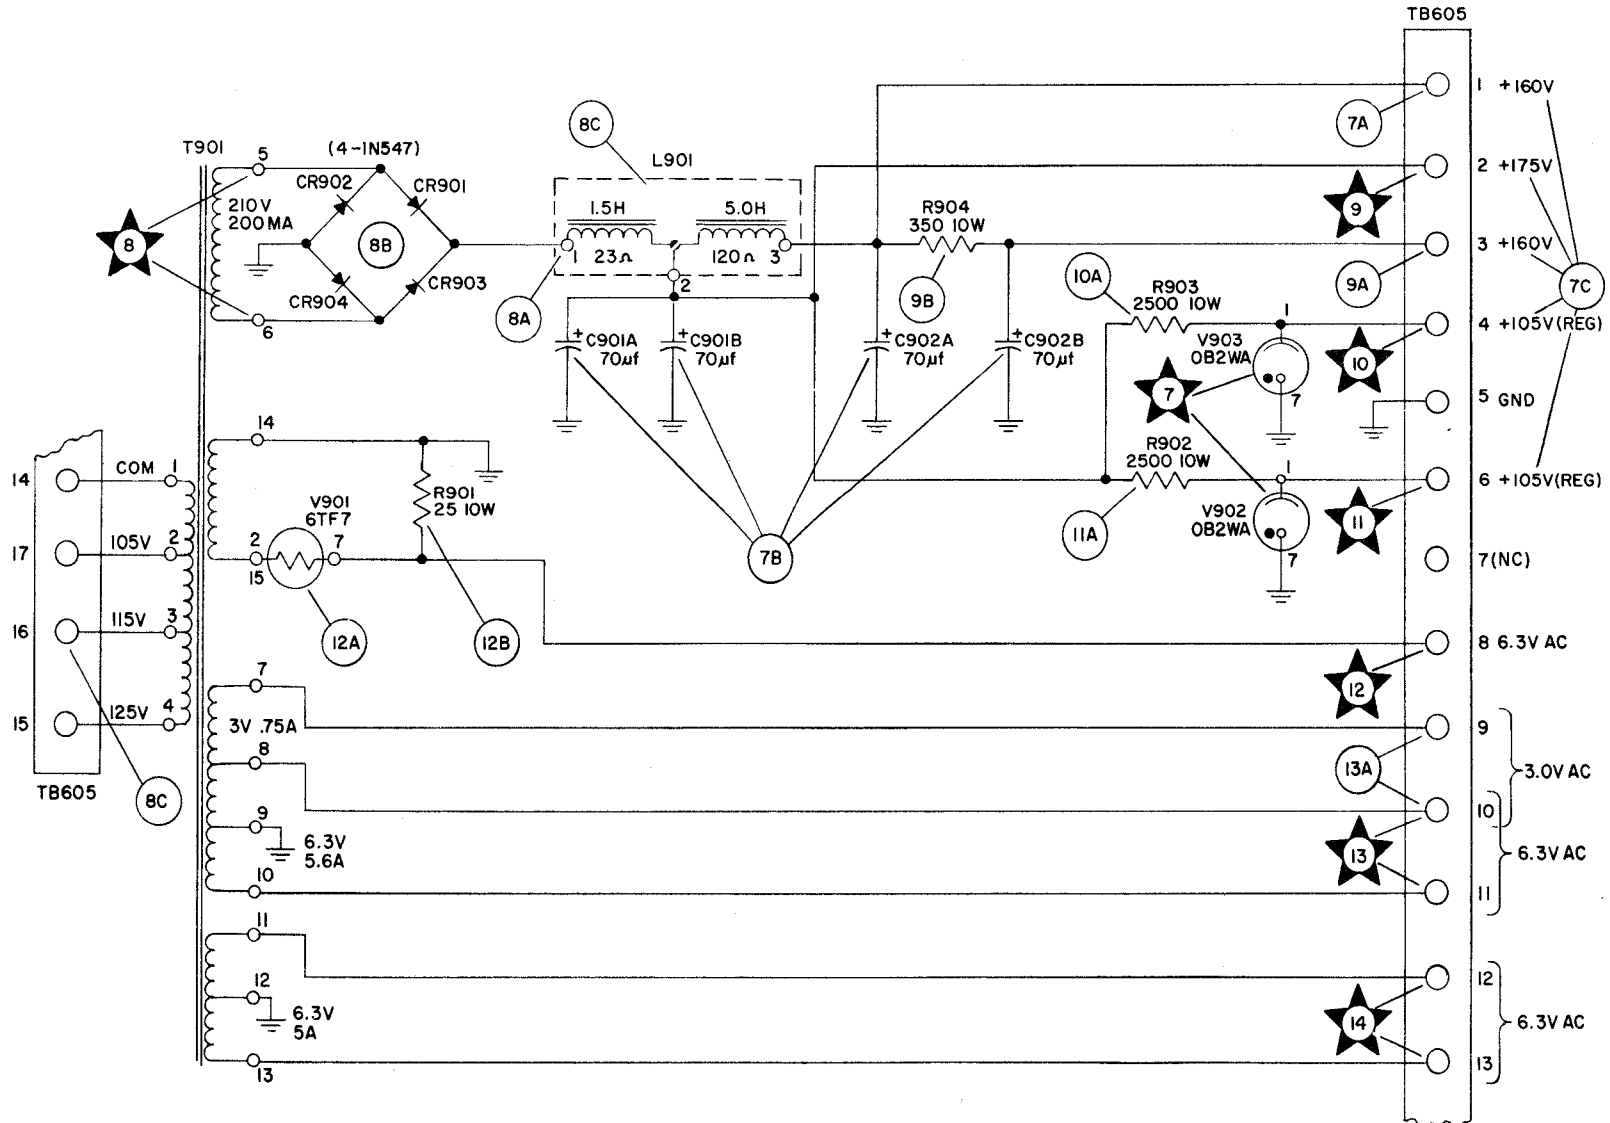 TB605
1 +160V
8C
7A
T901
5
(4-IN547)
L901
2 +175V
CR902
CR901
210V
200MA
1.5H
5.0H
R904
350 10W
9
8
8B
3 +160V
1
23Ω
120Ω
3
CR904
CR903
2
9B
10A
9A
7C
6
8A
R903
2500 10W
1
4 +105V(REG)
C901A
70µf
C901B
70µf
C902A
70µf
C902B
70µf
V903
OB2WA
10
7
7
5 GND
14
R902
2500 10W
1
6 +105V(REG)
14
COM
1
V901
6TF7
R901
25 10W
V902
OB2WA
11
11A
17
105V
2
2
15
7
7B
7
7(NC)
16
115V
3
12A
12B
8 6.3V AC
7
12
15
125V
4
3V .75A
9
8
13A
3.0V AC
TB605
8C
9
10
6.3V
5.6A
13
6.3V AC
10
11
11
12
12
6.3V
5A
14
6.3V AC
13
13